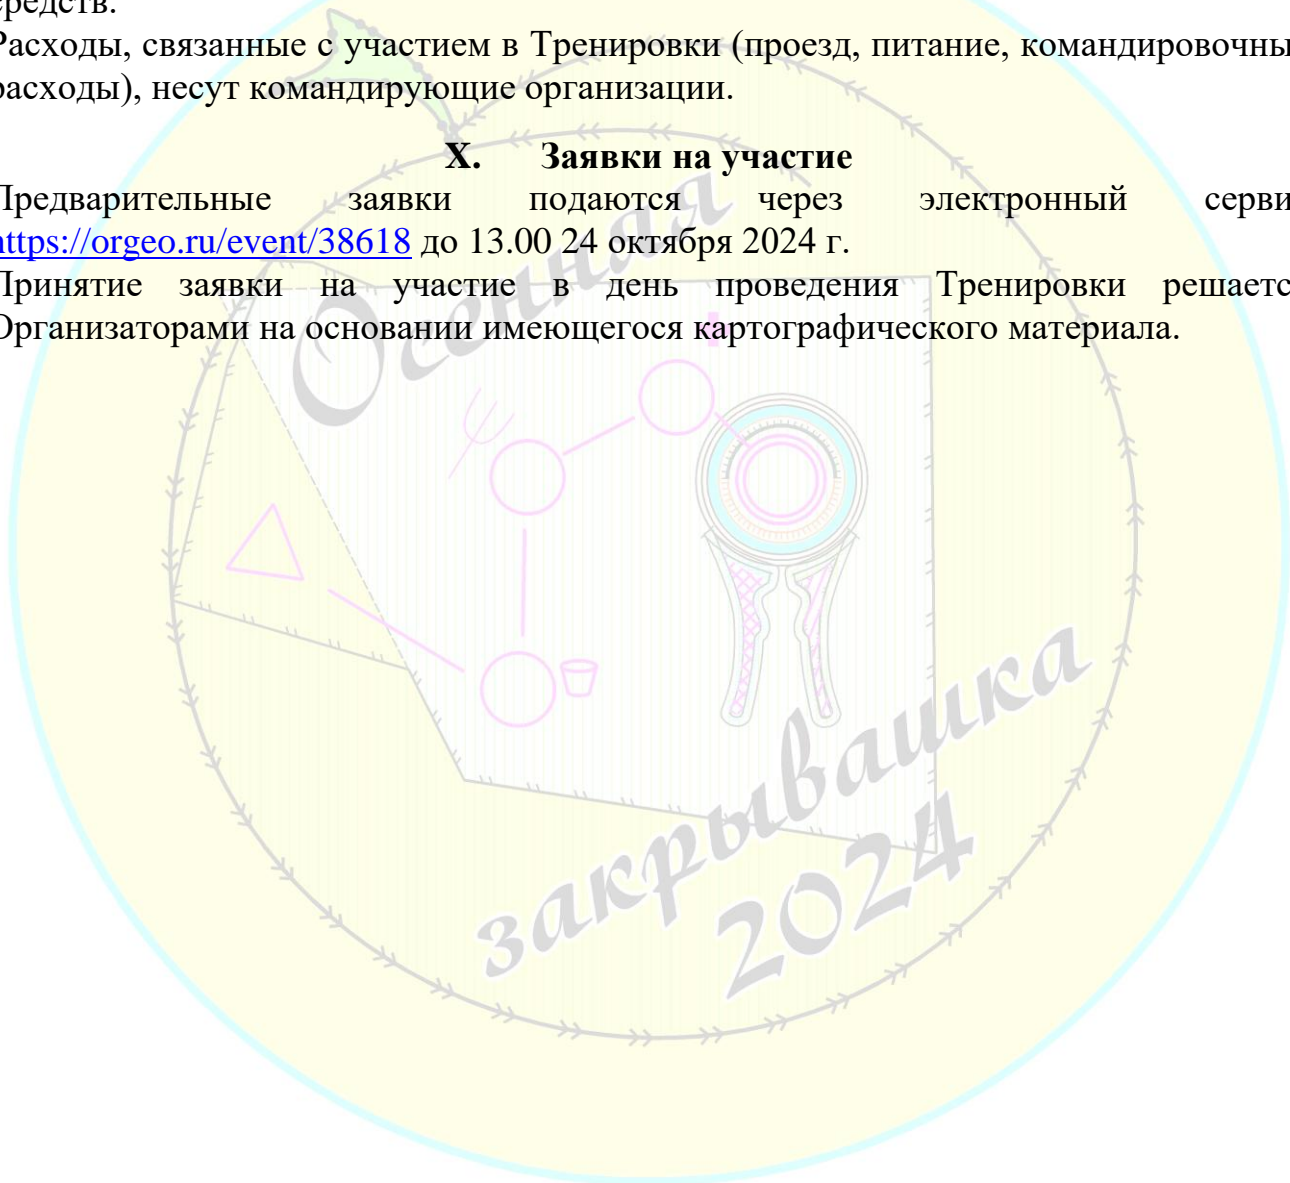 средств.
Расходы, связанные с участием в Тренировки (проезд, питание, командировочны
расходы), несут командирующие организации.
X. Заявки на участие
Предварительные заявки подаются через электронный серви
https://orgeo.ru/event/38618 до 13.00 24 октября 2024 г.
Принятие заявки на участие в день проведения Тренировки решаетс
Организаторами на основании имеющегося картографического материала.
Осенняя
закрывашка
2024